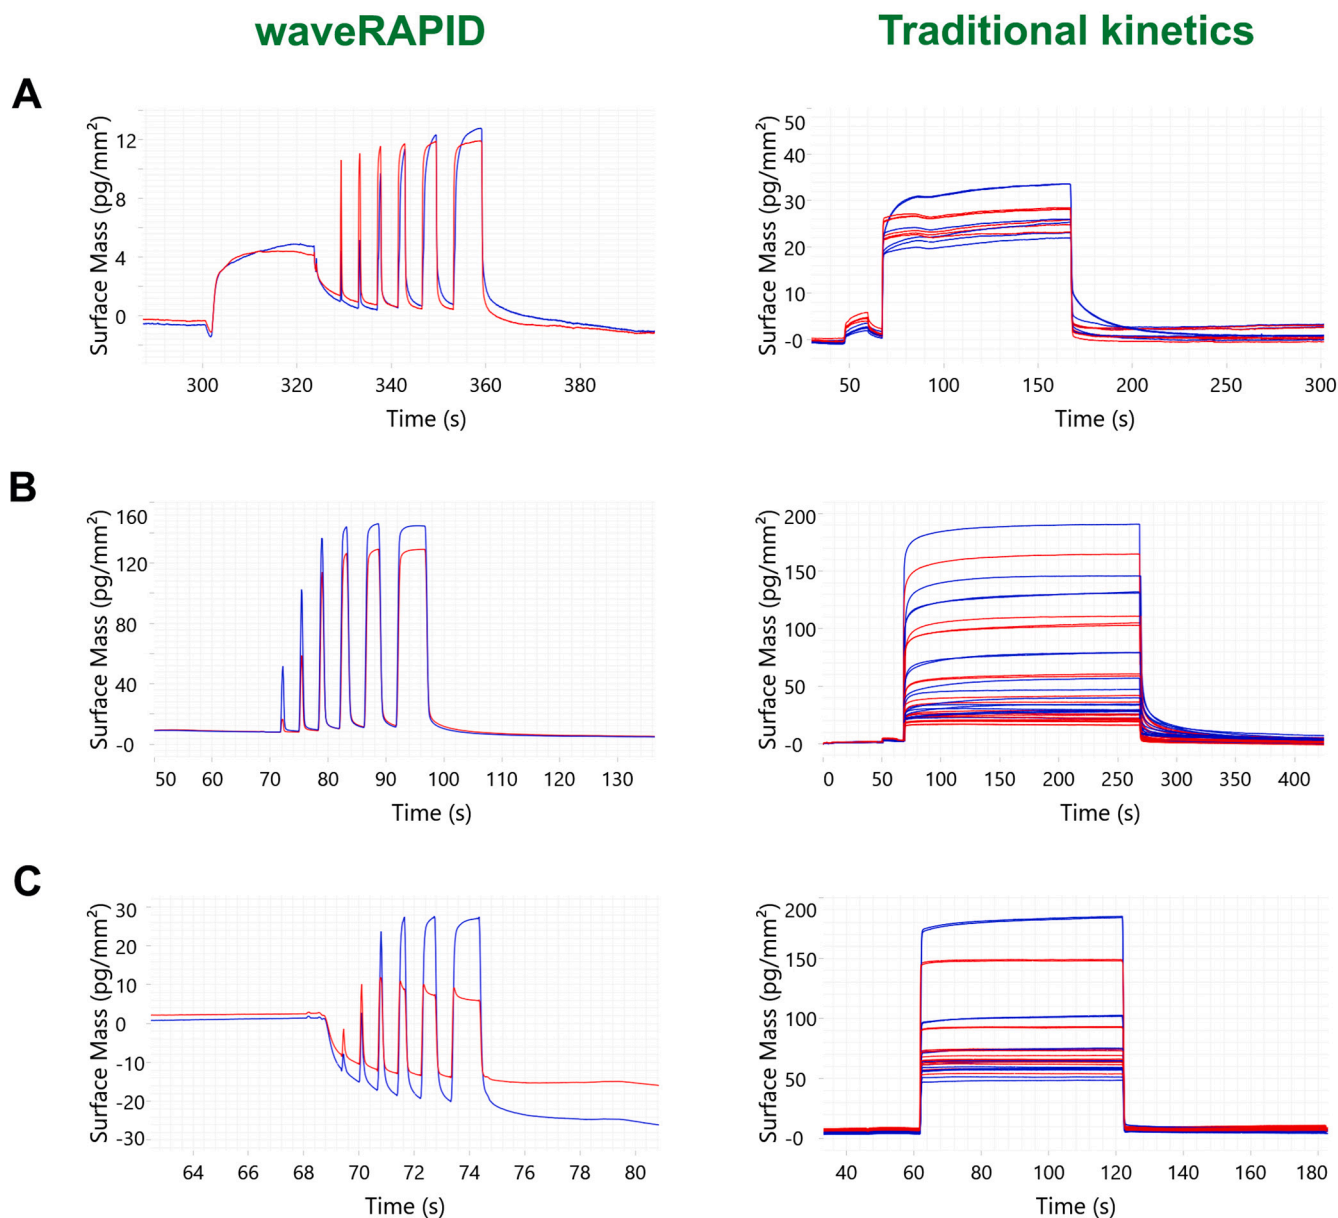 waveRAPID
Traditional kinetics
A
Surface Mass (pg/mm²)
12
8
4
0
300 320 340 360 380
Time (s)
Surface Mass (pg/mm²)
50
40
30
20
10
-0
50 100 150 200 250 300
Time (s)
B
Surface Mass (pg/mm²)
160
120
80
40
-0
50 60 70 80 90 100 110 120 130
Time (s)
Surface Mass (pg/mm²)
200
150
100
50
-0
0 50 100 150 200 250 300 350 400
Time (s)
C
Surface Mass (pg/mm²)
30
20
10
0
-10
-20
-30
64 66 68 70 72 74 76 78 80
Time (s)
Surface Mass (pg/mm²)
200
150
100
50
-0
40 60 80 100 120 140 160 180
Time (s)